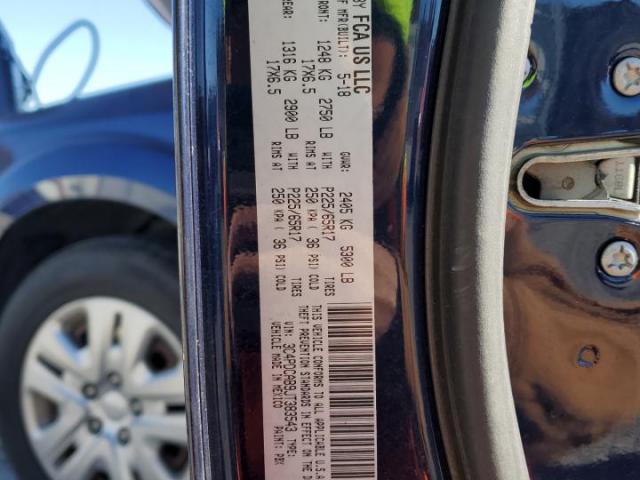 BY FCA US LLC
OF MFR(BUILT): 5-18 GVWR: 2405 KG 5300 LB
FRONT: 1248 KG 2750 LB WITH P225/65R17 TIRES
17X6.5 RIMS AT 250 KPA ( 36 PSI) COLD
REAR: 1316 KG 2900 LB WITH P225/65R17 TIRES
17X6.5 RIMS AT 250 KPA ( 36 PSI) COLD
THIS VEHICLE CONFORMS TO ALL APPLICABLE U.S.A
THEFT PREVENTION STANDARDS IN EFFECT ON THE D
VIN: 3C4PDCAB9JT383543 TYPE:
VEHICLE MADE IN MEXICO PAINT: PBX